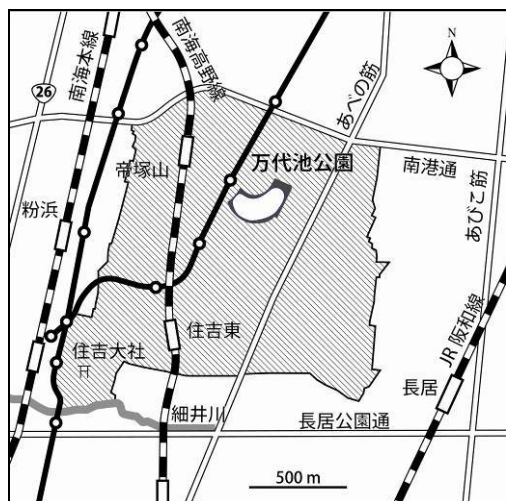 南海本線
南海高野線
N
26
あべの筋
帝塚山
万代池公園
南港通
粉浜
あびこ筋
住吉東
JR 阪和線
住吉大社
長居
細井川
長居公園通
500 m